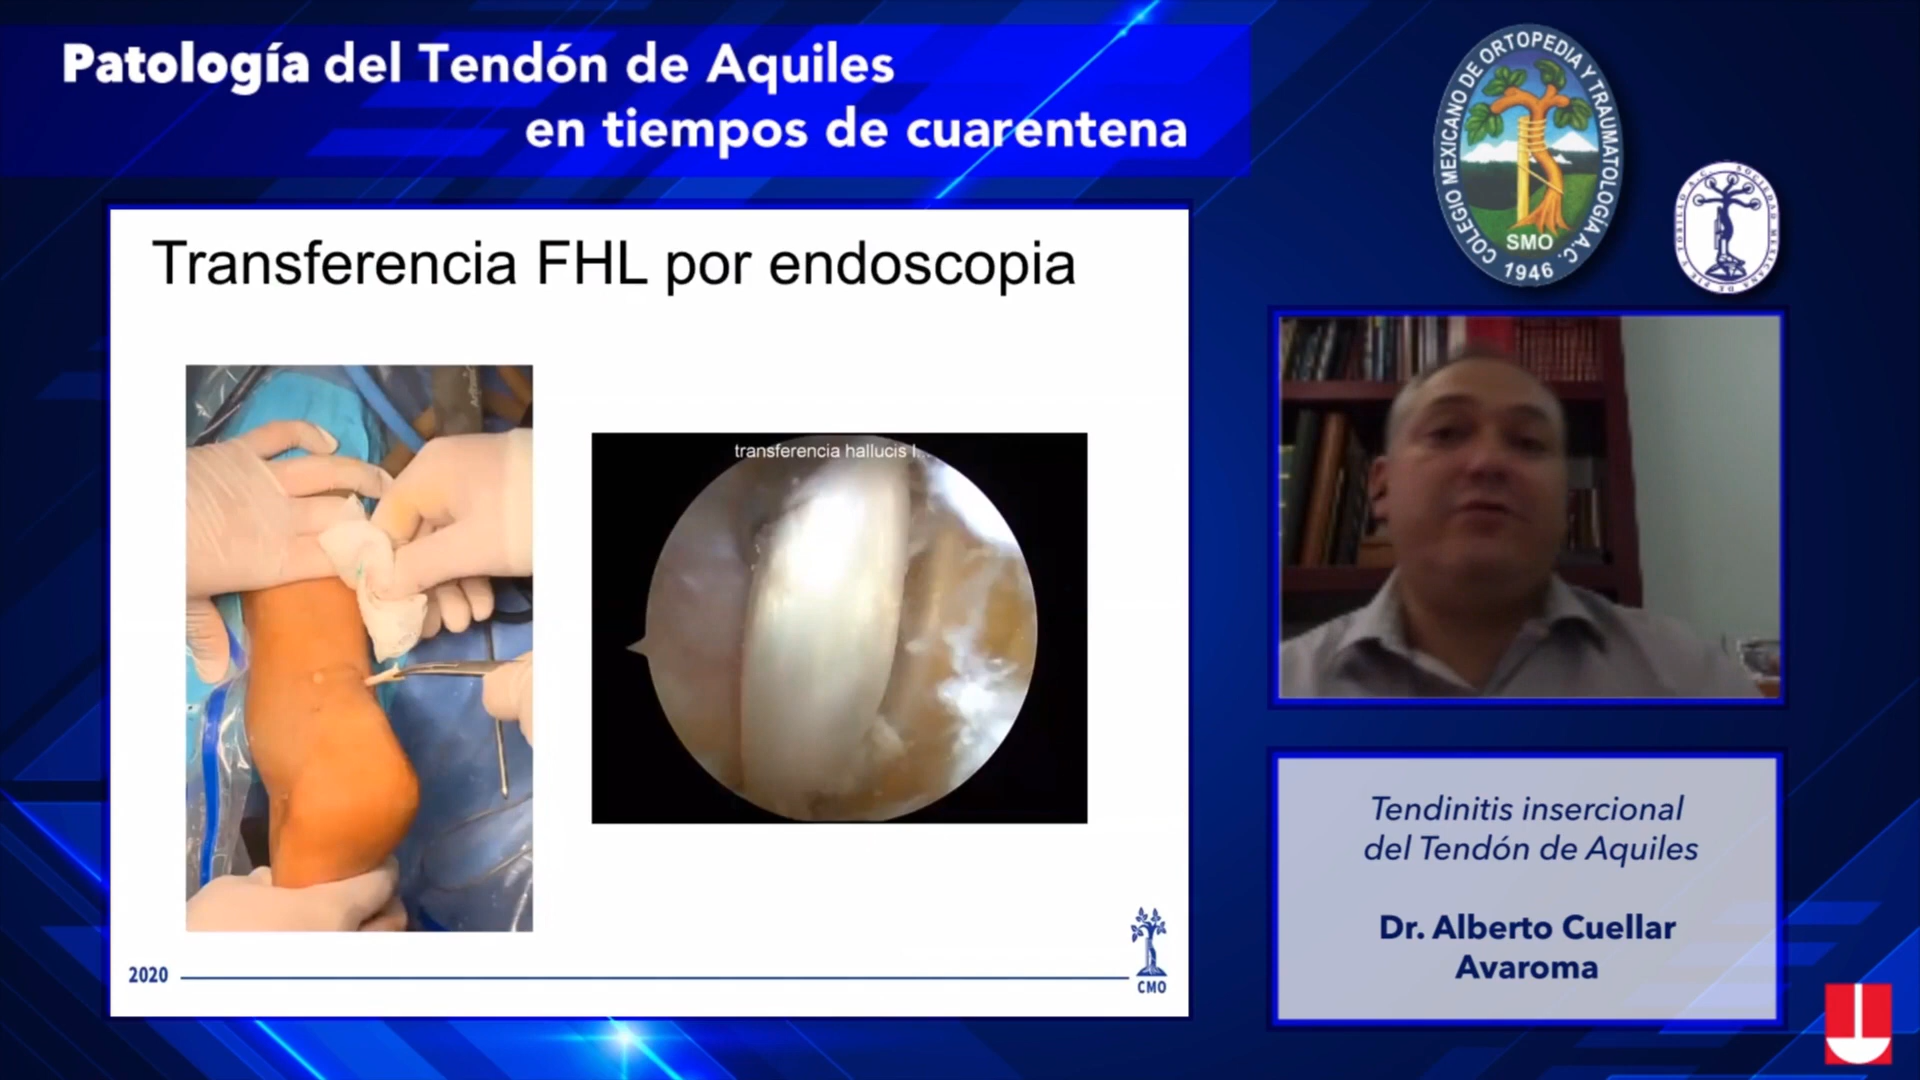 Patología del Tendón de Aquiles
en tiempos de cuarentena
COLEGIO MEXICANO DE ORTOPEDIA Y TRAUMATOLOGÍA A.C.
SMO
1946
Transferencia FHL por endoscopia
transferencia hallucis l...
2020
CMO
Tendinitis insercional
del Tendón de Aquiles
Dr. Alberto Cuellar
Avaroma